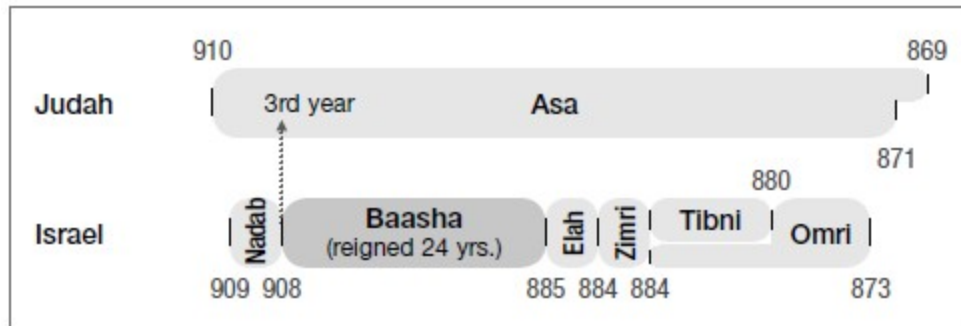 910
869
Judah
3rd year
Asa
871
880
Israel
Nadab
Baasha
(reigned 24 yrs.)
Elah
Zimri
Tibni
Omri
909
908
885
884
884
873